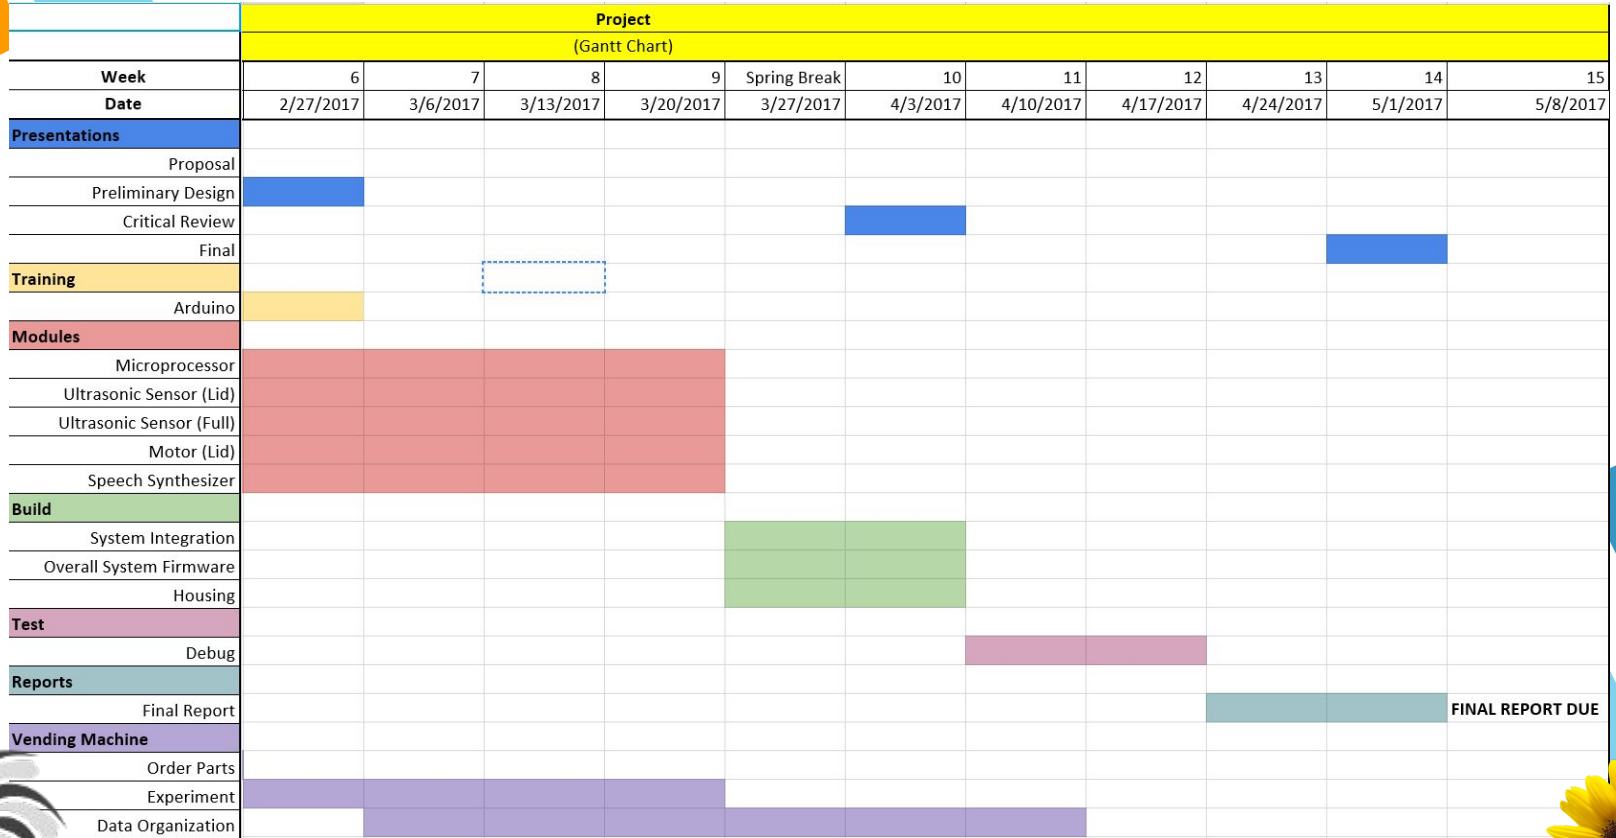 Project
(Gantt Chart)
Week 6 7 8 9 Spring Break 10 11 12 13 14 15
Date 2/27/2017 3/6/2017 3/13/2017 3/20/2017 3/27/2017 4/3/2017 4/10/2017 4/17/2017 4/24/2017 5/1/2017 5/8/2017
Presentations
Proposal
Preliminary Design
Critical Review
Final
Training
Arduino
Modules
Microprocessor
Ultrasonic Sensor (Lid)
Ultrasonic Sensor (Full)
Motor (Lid)
Speech Synthesizer
Build
System Integration
Overall System Firmware
Housing
Test
Debug
Reports
Final Report FINAL REPORT DUE
Vending Machine
Order Parts
Experiment
Data Organization